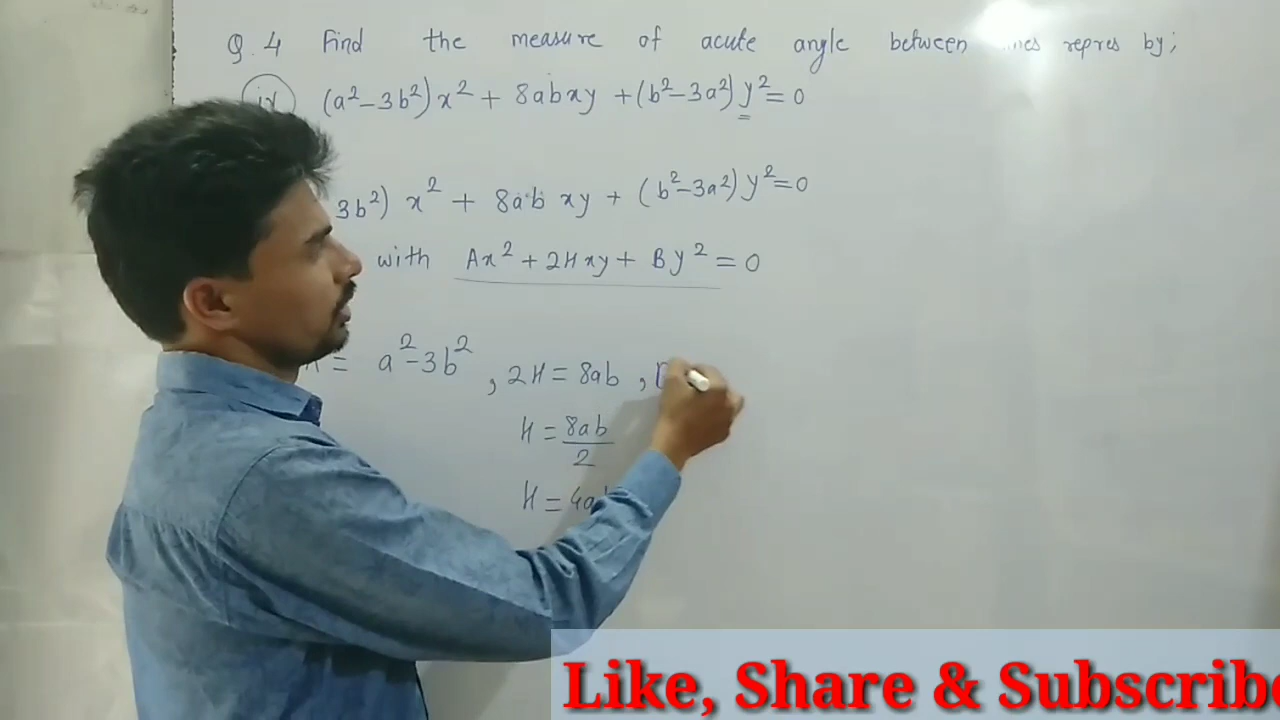 Q. 4 Find the measure of acute angle between repres by;
(a²-3b²)x² + 8abxy + (b²-3a²)y² = 0
3b²) x² + 8ab xy + (b²-3a²)y² = 0
with Ax² + 2Hxy + By² = 0
= a²-3b² , 2H = 8ab ,
H = 8ab/2
H = 4a
Like, Share & Subscribe